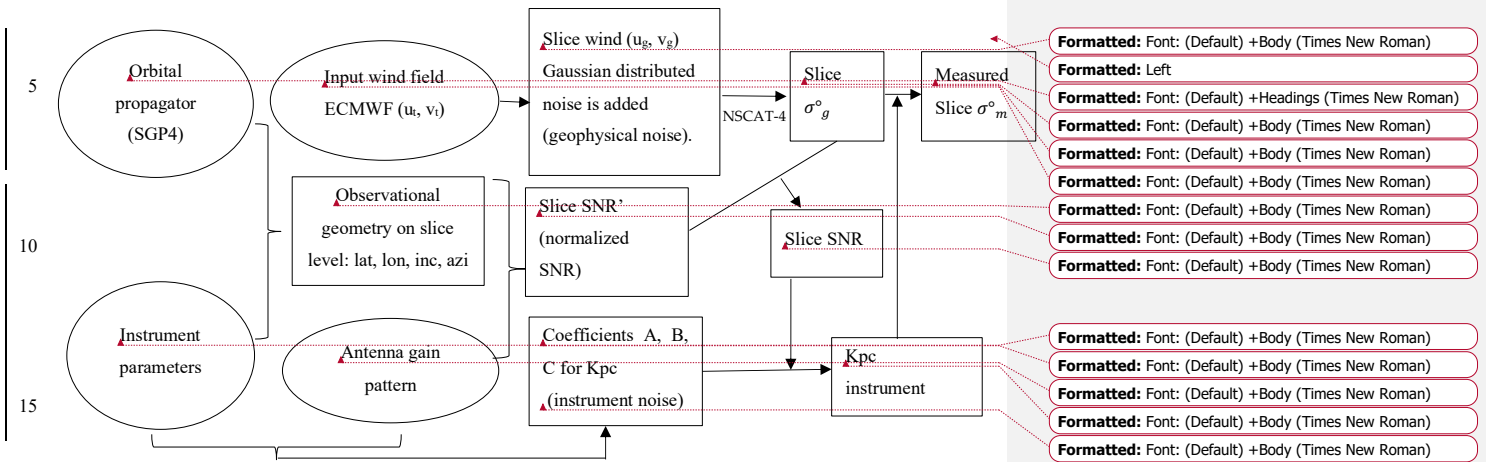 5
10
15
Orbital
propagator
(SGP4)
Input wind field
ECMWF (ut, vt)
Slice wind (ug, vg)
Gaussian distributed
noise is added
(geophysical noise).
NSCAT-4
Slice
σ°g
Measured
Slice σ°m
Observational
geometry on slice
level: lat, lon, inc, azi
Slice SNR’
(normalized
SNR)
Slice SNR
Instrument
parameters
Antenna gain
pattern
Coefficients A, B,
C for Kpc
(instrument noise)
Kpc
instrument
Formatted: Font: (Default) +Body (Times New Roman)
Formatted: Left
Formatted: Font: (Default) +Headings (Times New Roman)
Formatted: Font: (Default) +Body (Times New Roman)
Formatted: Font: (Default) +Body (Times New Roman)
Formatted: Font: (Default) +Body (Times New Roman)
Formatted: Font: (Default) +Body (Times New Roman)
Formatted: Font: (Default) +Body (Times New Roman)
Formatted: Font: (Default) +Body (Times New Roman)
Formatted: Font: (Default) +Body (Times New Roman)
Formatted: Font: (Default) +Body (Times New Roman)
Formatted: Font: (Default) +Body (Times New Roman)
Formatted: Font: (Default) +Body (Times New Roman)
Formatted: Font: (Default) +Body (Times New Roman)